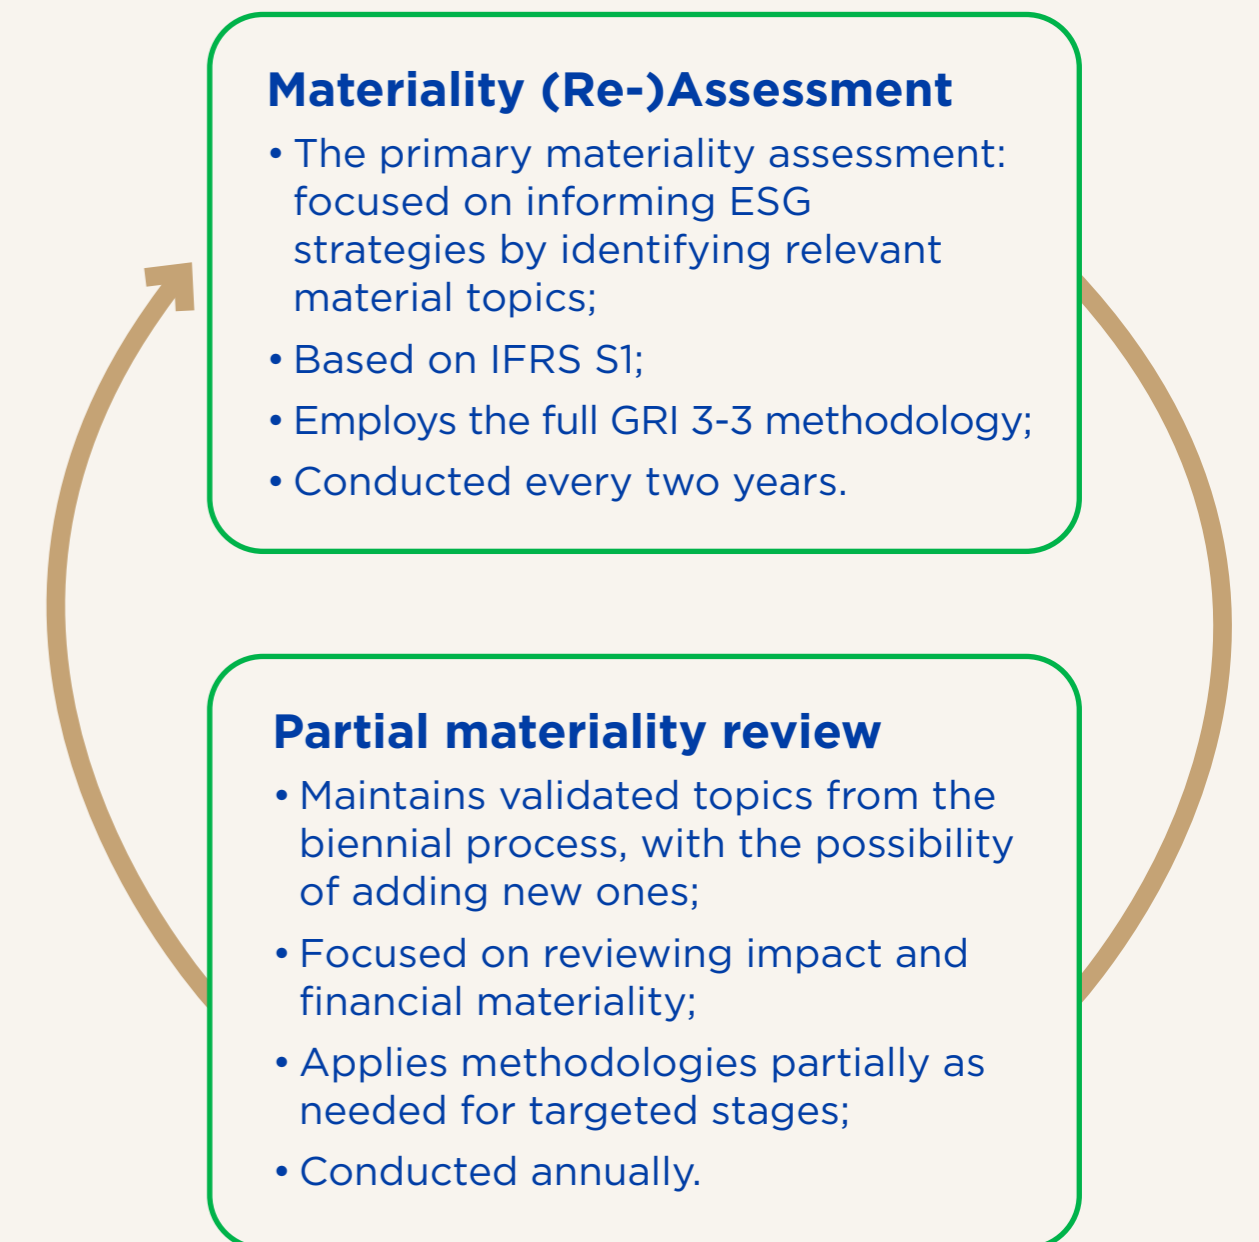 Materiality (Re-)Assessment
• The primary materiality assessment:
focused on informing ESG
strategies by identifying relevant
material topics;
• Based on IFRS S1;
• Employs the full GRI 3-3 methodology;
• Conducted every two years.
Partial materiality review
• Maintains validated topics from the
biennial process, with the possibility
of adding new ones;
• Focused on reviewing impact and
financial materiality;
• Applies methodologies partially as
needed for targeted stages;
• Conducted annually.